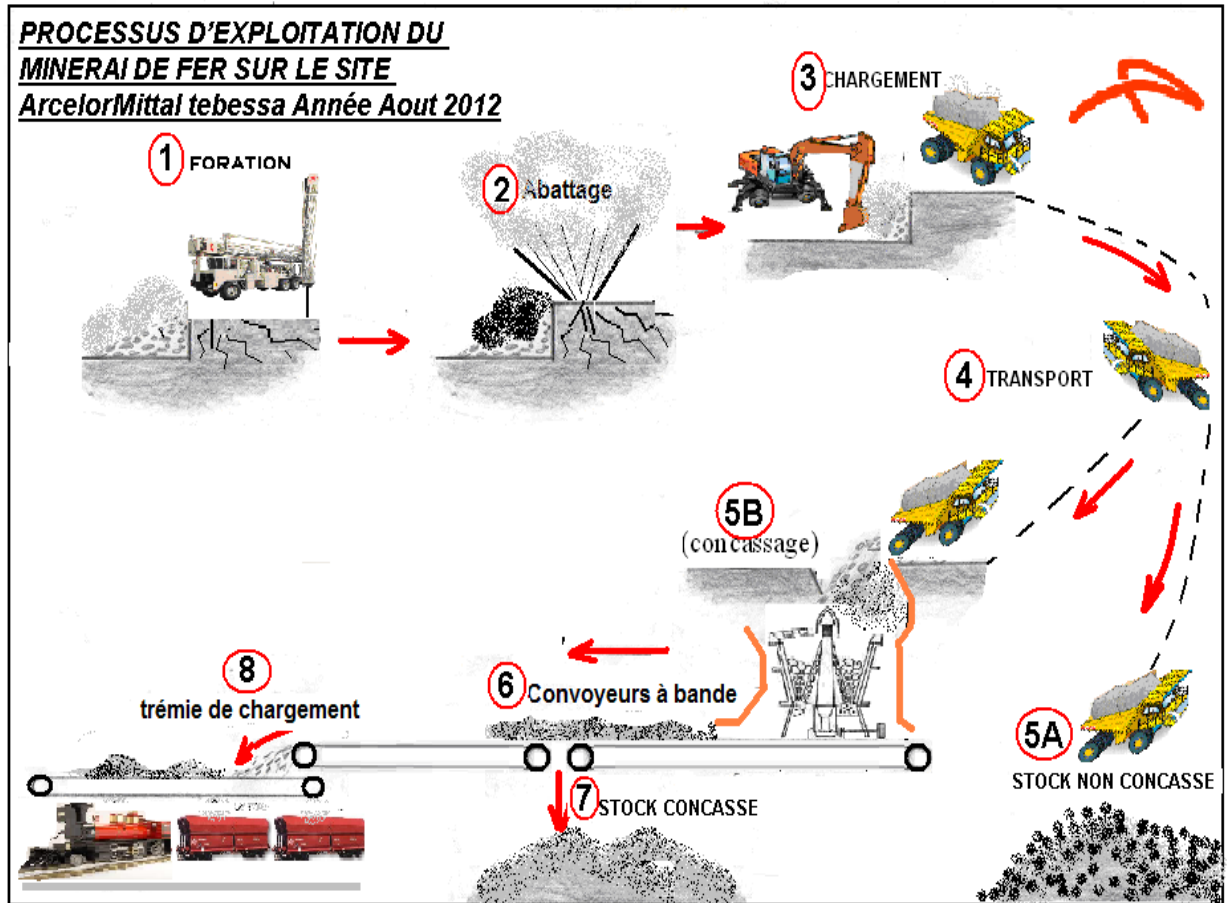 PROCESSUS D'EXPLOITATION DU
MINERAI DE FER SUR LE SITE
ArcelorMittal tebessa Année Aout 2012
1 FORATION
2 Abattage
3 CHARGEMENT
4 TRANSPORT
5B
(concassage)
5A
STOCK NON CONCASSE
6 Convoyeurs à bande
7 STOCK CONCASSE
8
trémie de chargement